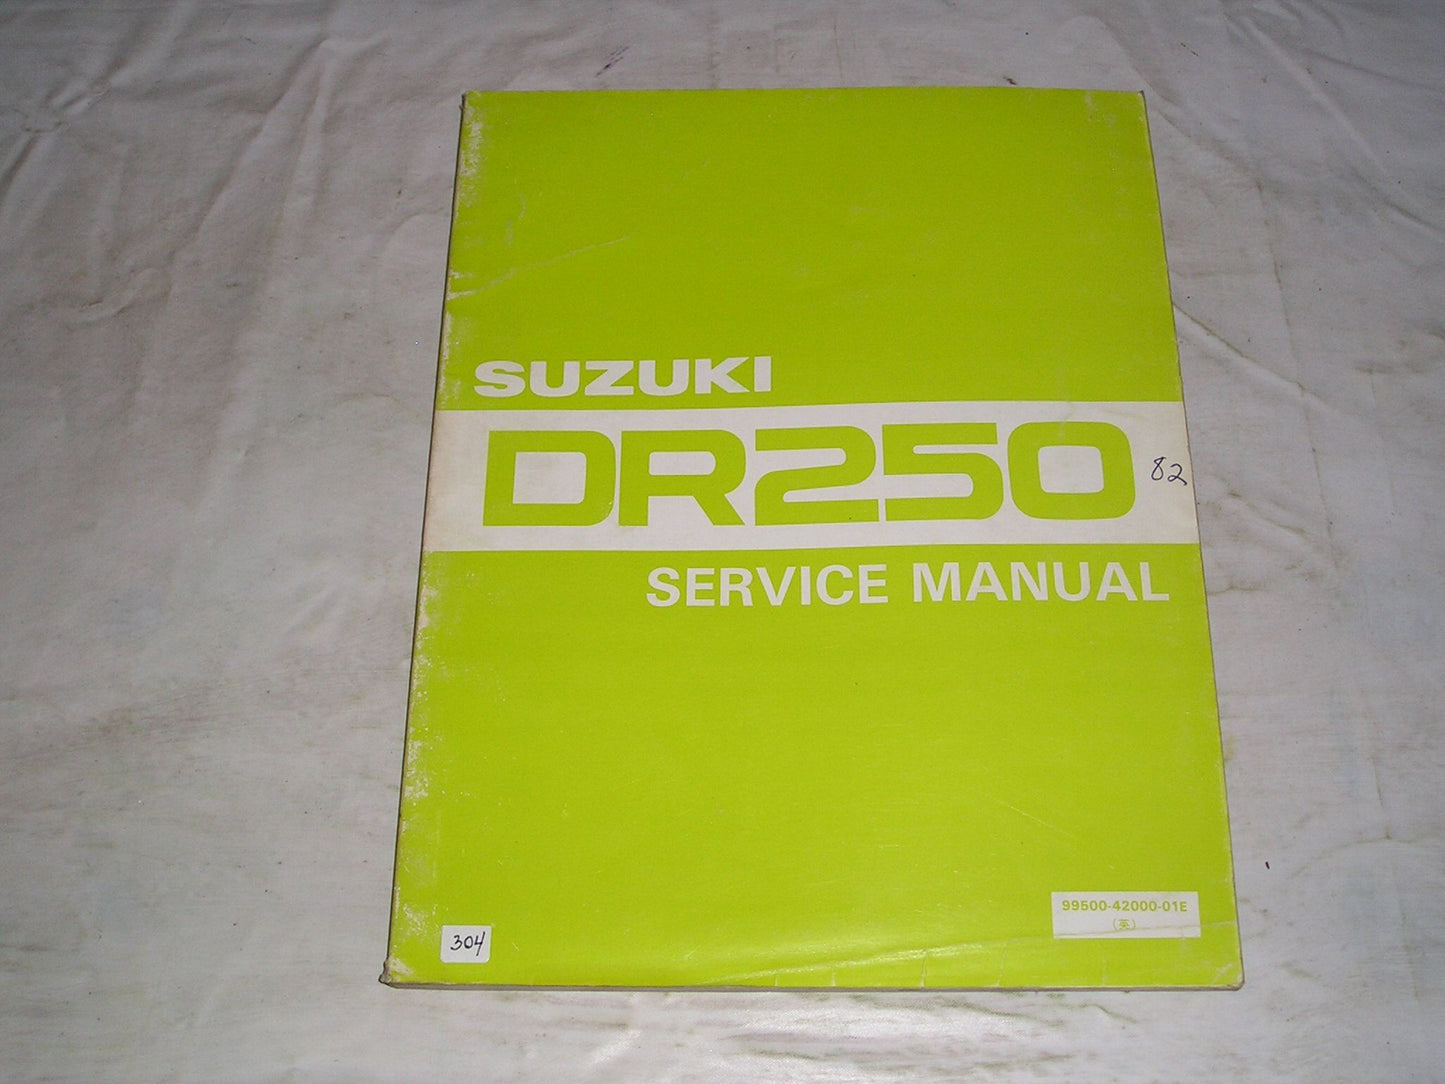 SUZUKI
DR250
82
SERVICE MANUAL
99500-42000-01E
(英)
304